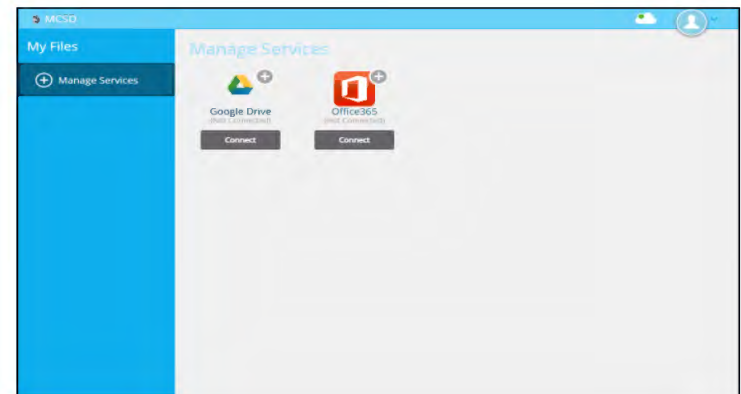 MCSD
My Files
Manage Services
Manage Services
Google Drive
(Not Connected)
Connect
Office365
(Not Connected)
Connect